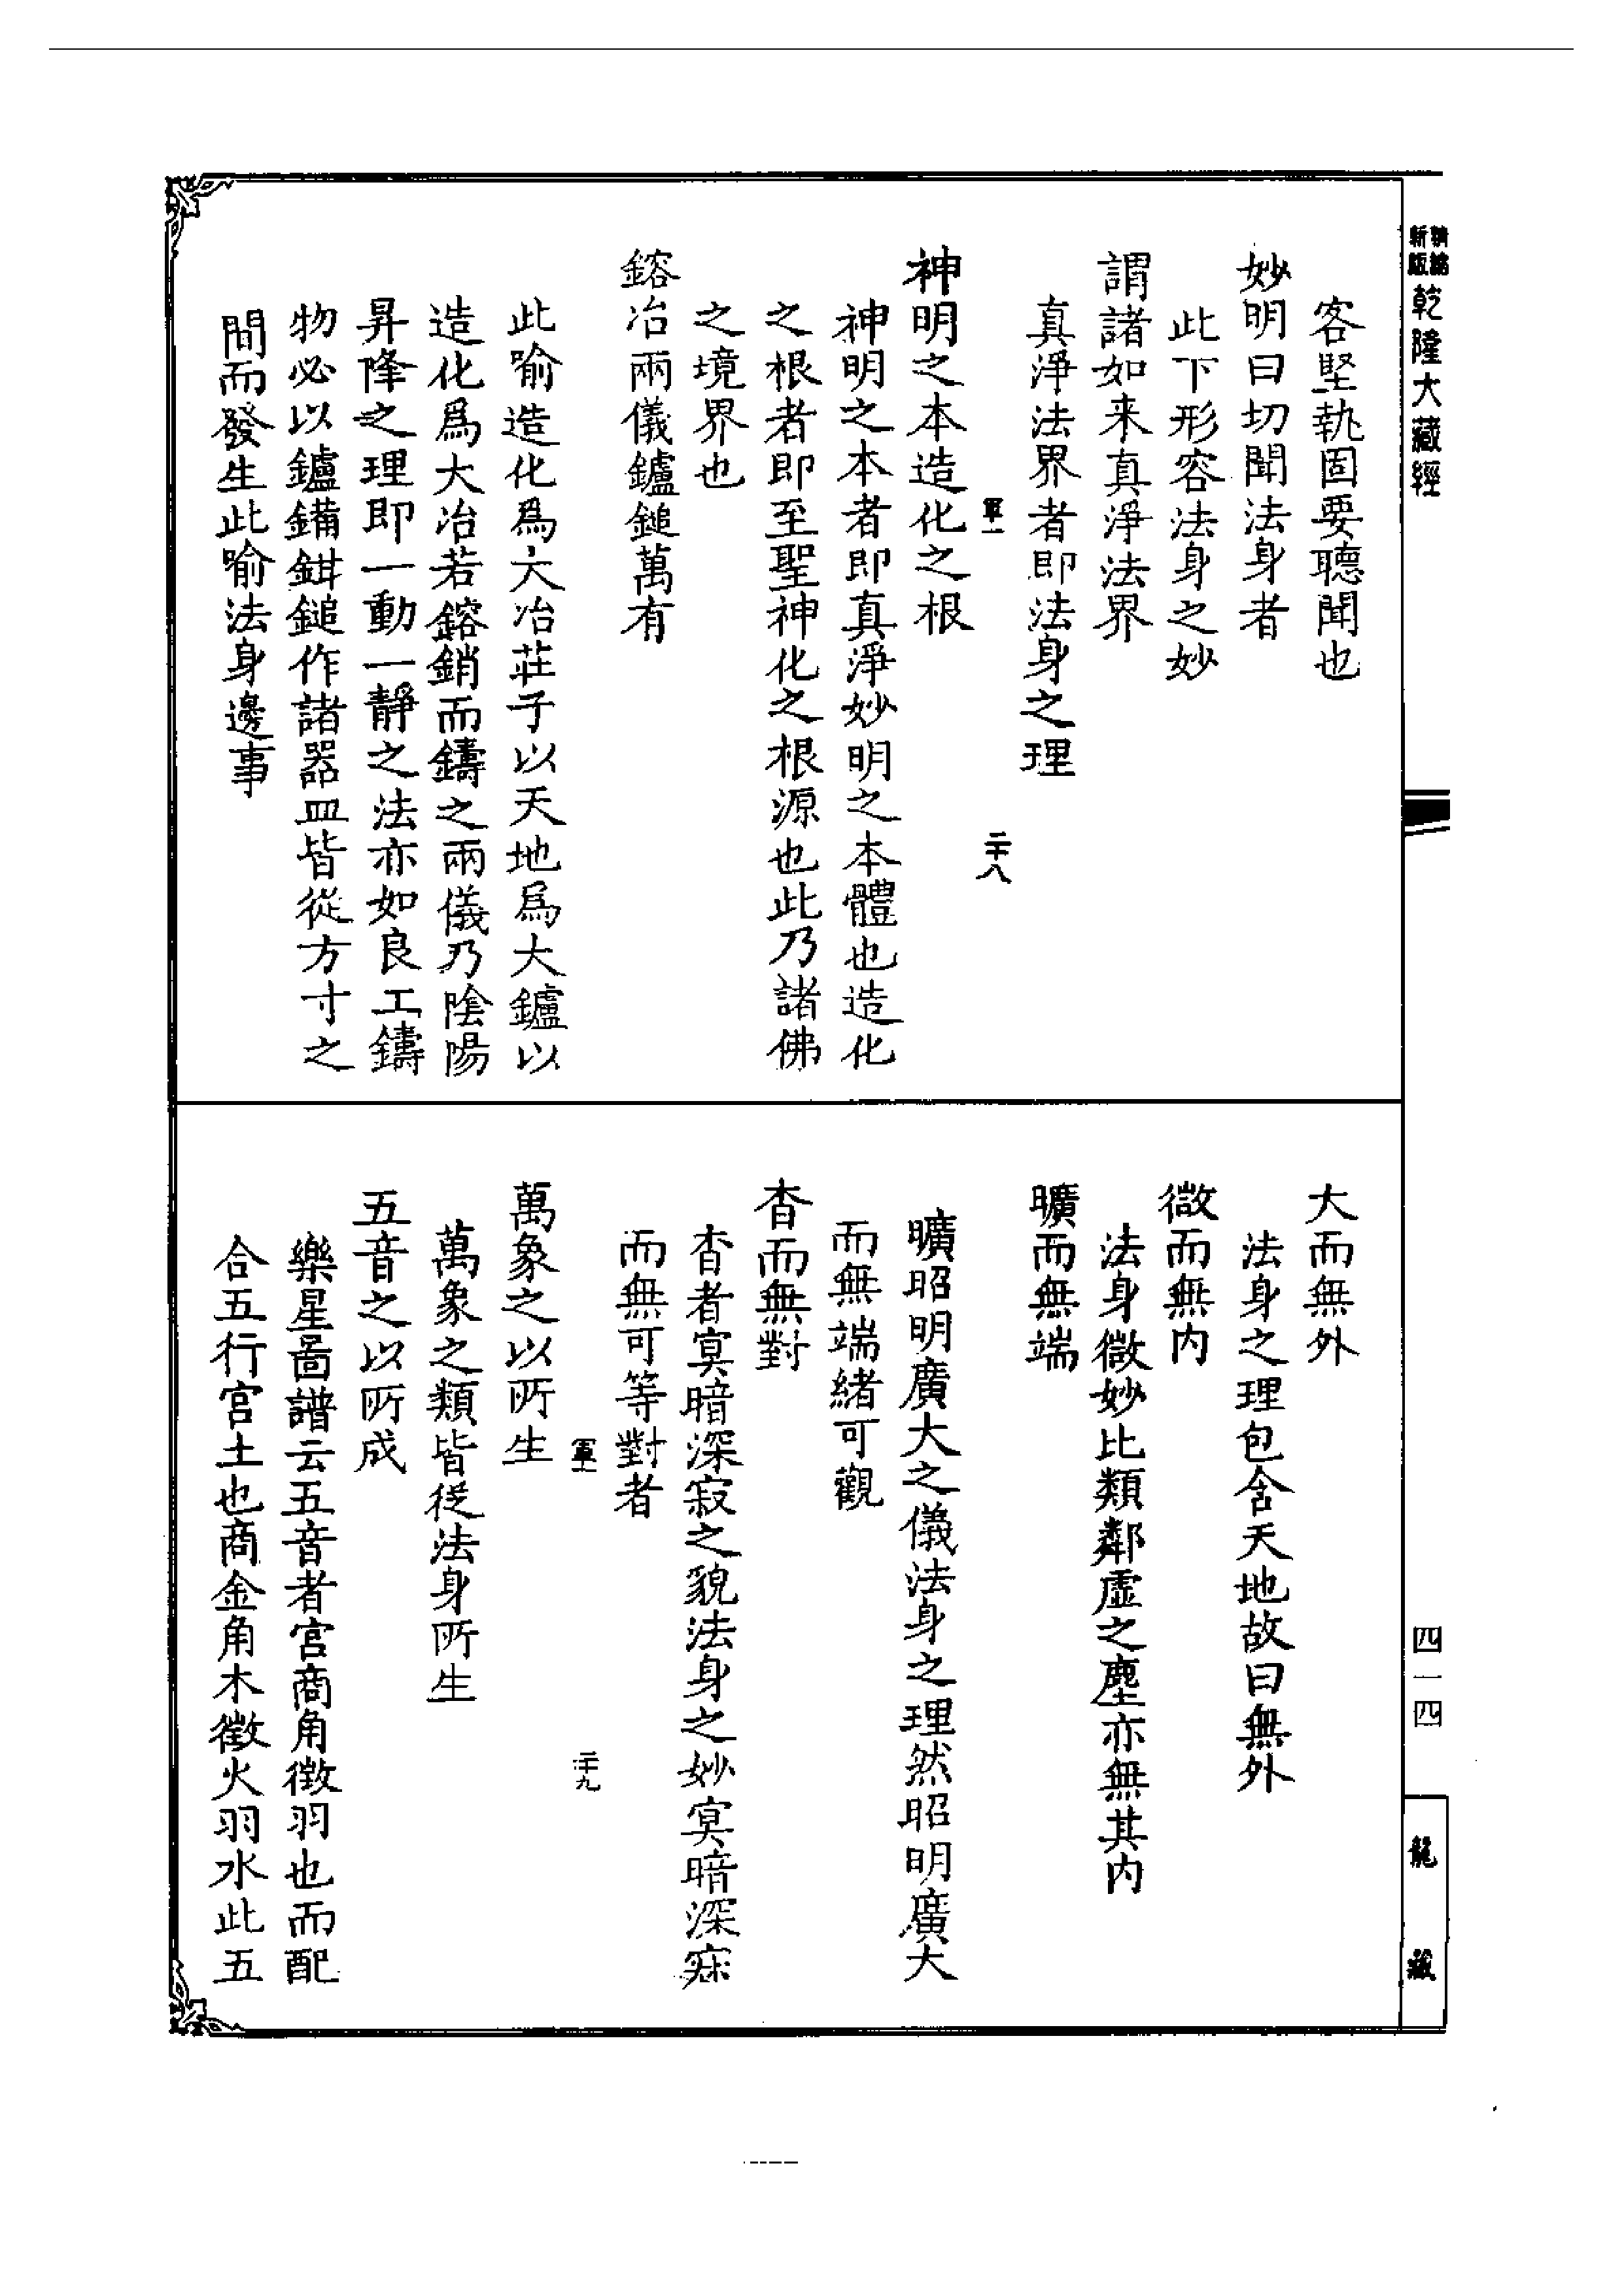 精編
新版
乾隆大藏經
客堅執固要聽聞也
妙明曰切聞法身者
此下形容法身之妙
謂諸如来真淨法界
真淨法界者即法身之理
軍一
二十八
神明之本造化之根
神明之本者即真淨妙明之本體也造化
之根者即至聖神化之根源也此乃諸佛
之境界也
鎔冶兩儀鑪鎚萬有
此喻造化爲大冶莊子以天地爲大鑪以
造化爲大冶若鎔銷而鑄之兩儀乃陰陽
昇降之理即一動一靜之法亦如良工鑄
物必以鑪鞴鉗鎚作諸器皿皆從方寸之
間而發生此喻法身邊事
大而無外
法身之理包含天地故曰無外
微而無内
法身微妙比類鄰虛之塵亦無其内
曠而無端
曠昭明廣大之儀法身之理然昭明廣大
而無端緒可觀
杳而無對
杳者冥暗深寂之貌法身之妙冥暗深寂
而無可等對者
軍一
二十九
萬象之以所生
萬象之類皆從法身所生
五音之以所成
樂星圖譜云五音者宮商角徵羽也而配
合五行宮土也商金角木徵火羽水此五
四一四
龍藏